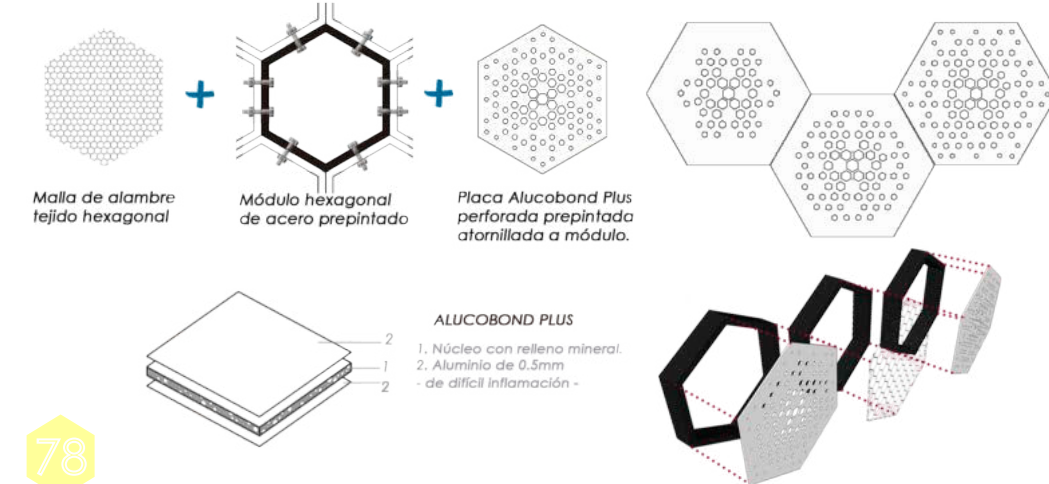 Malla de alambre
tejido hexagonal
Módulo hexagonal
de acero prepintado
Placa Alucobond Plus
perforada prepintada
atornillada a módulo.
ALUCOBOND PLUS
2
1
2
1. Núcleo con relleno mineral.
2. Aluminio de 0.5mm
- de difícil inflamación -
78